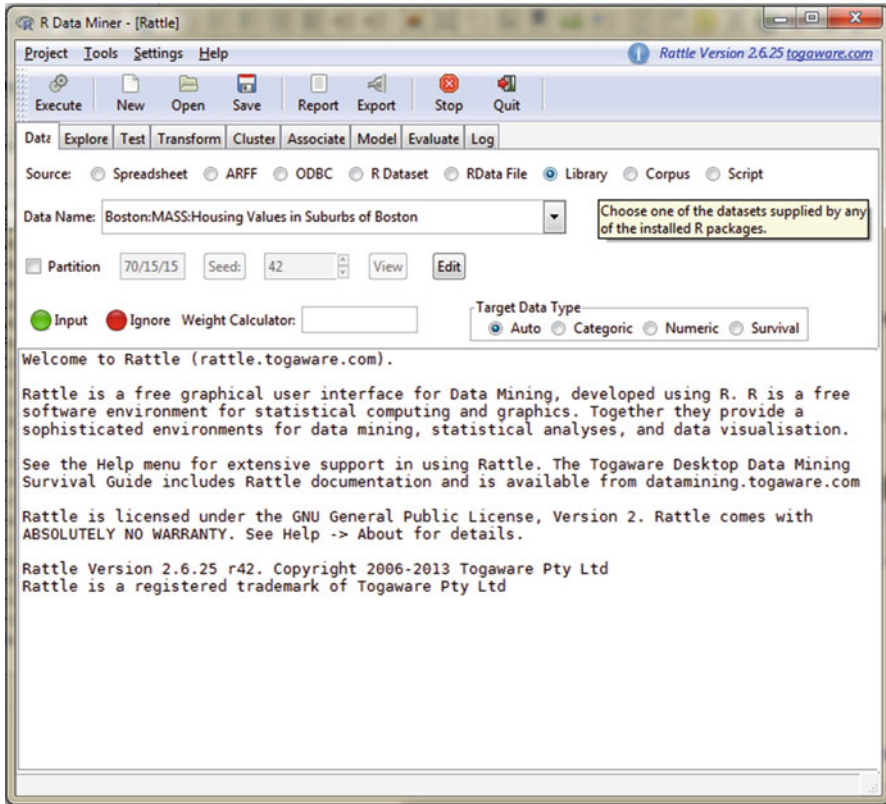 R Data Miner - [Rattle]
Project Tools Settings Help Rattle Version 2.6.25 togaware.com
Execute New Open Save Report Export Stop Quit
Data Explore Test Transform Cluster Associate Model Evaluate Log
Source: Spreadsheet ARFF ODBC R Dataset RData File Library Corpus Script
Data Name: Boston:MASS:Housing Values in Suburbs of Boston
Choose one of the datasets supplied by any
of the installed R packages.
Partition 70/15/15 Seed: 42 View Edit
Target Data Type
Input Ignore Weight Calculator: Auto Categoric Numeric Survival
Welcome to Rattle (rattle.togaware.com).
Rattle is a free graphical user interface for Data Mining, developed using R. R is a free
software environment for statistical computing and graphics. Together they provide a
sophisticated environments for data mining, statistical analyses, and data visualisation.
See the Help menu for extensive support in using Rattle. The Togaware Desktop Data Mining
Survival Guide includes Rattle documentation and is available from datamining.togaware.com
Rattle is licensed under the GNU General Public License, Version 2. Rattle comes with
ABSOLUTELY NO WARRANTY. See Help -> About for details.
Rattle Version 2.6.25 r42. Copyright 2006-2013 Togaware Pty Ltd
Rattle is a registered trademark of Togaware Pty Ltd